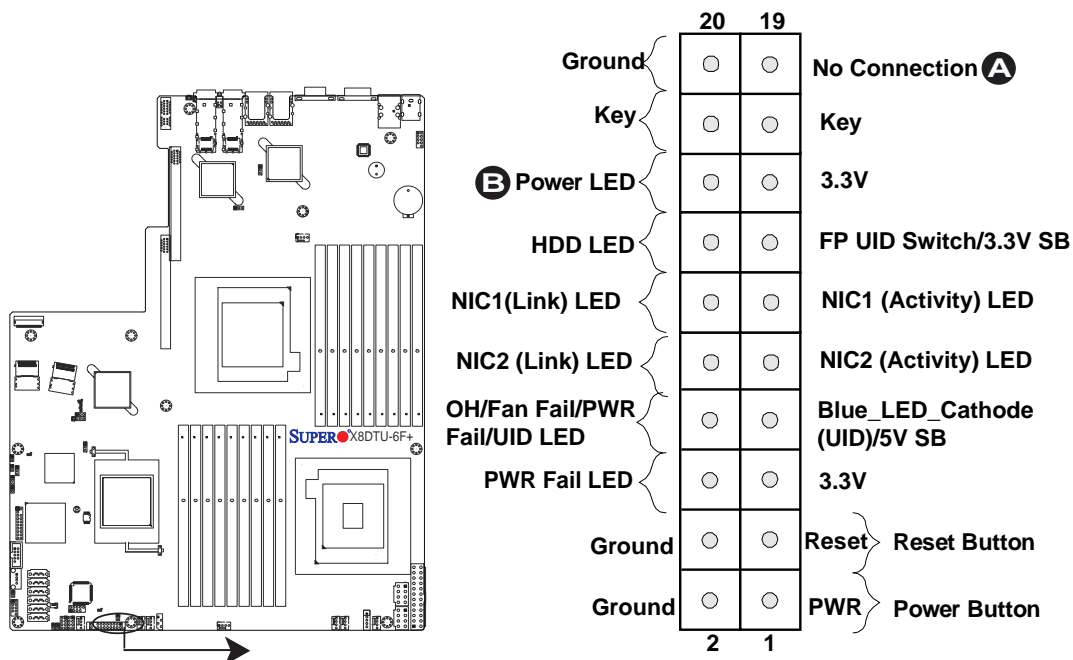 20 19
Ground No Connection A
Key Key
B Power LED 3.3V
HDD LED FP UID Switch/3.3V SB
NIC1(Link) LED NIC1 (Activity) LED
NIC2 (Link) LED NIC2 (Activity) LED
OH/Fan Fail/PWR Fail/UID LED Blue_LED_Cathode (UID)/5V SB
SUPER X8DTU-6F+
PWR Fail LED 3.3V
Ground Reset Reset Button
Ground PWR Power Button
2 1